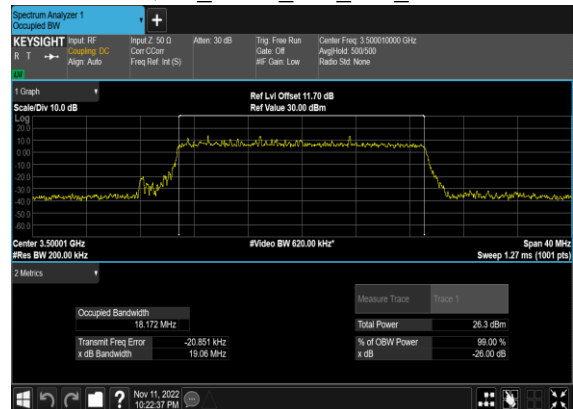 Spectrum Analyzer 1
Occupied BW
+
KEYSIGHT Input: RF Input Z: 50 Ω Atten: 30 dB Trig: Free Run Center Freq: 3.500010000 GHz
R T Coupling: DC Corr CCorr Gate: Off Avg|Hold: 500/500
Align: Auto Freq Ref: Int (S) #IF Gain: Low Radio Std: None
LXI
1 Graph Ref Lvl Offset 11.70 dB
Scale/Div 10.0 dB Ref Value 30.00 dBm
Log
20.0
10.0
0.00
-10.0
-20.0
-30.0
-40.0
-50.0
-60.0
Center 3.50001 GHz #Video BW 620.00 kHz* Span 40 MHz
#Res BW 200.00 kHz Sweep 1.27 ms (1001 pts)
2 Metrics
Measure Trace Trace 1
Occupied Bandwidth
18.172 MHz Total Power 26.3 dBm
Transmit Freq Error -20.851 kHz % of OBW Power 99.00 %
x dB Bandwidth 19.06 MHz x dB -26.00 dB
? Nov 11, 2022
10:22:37 PM